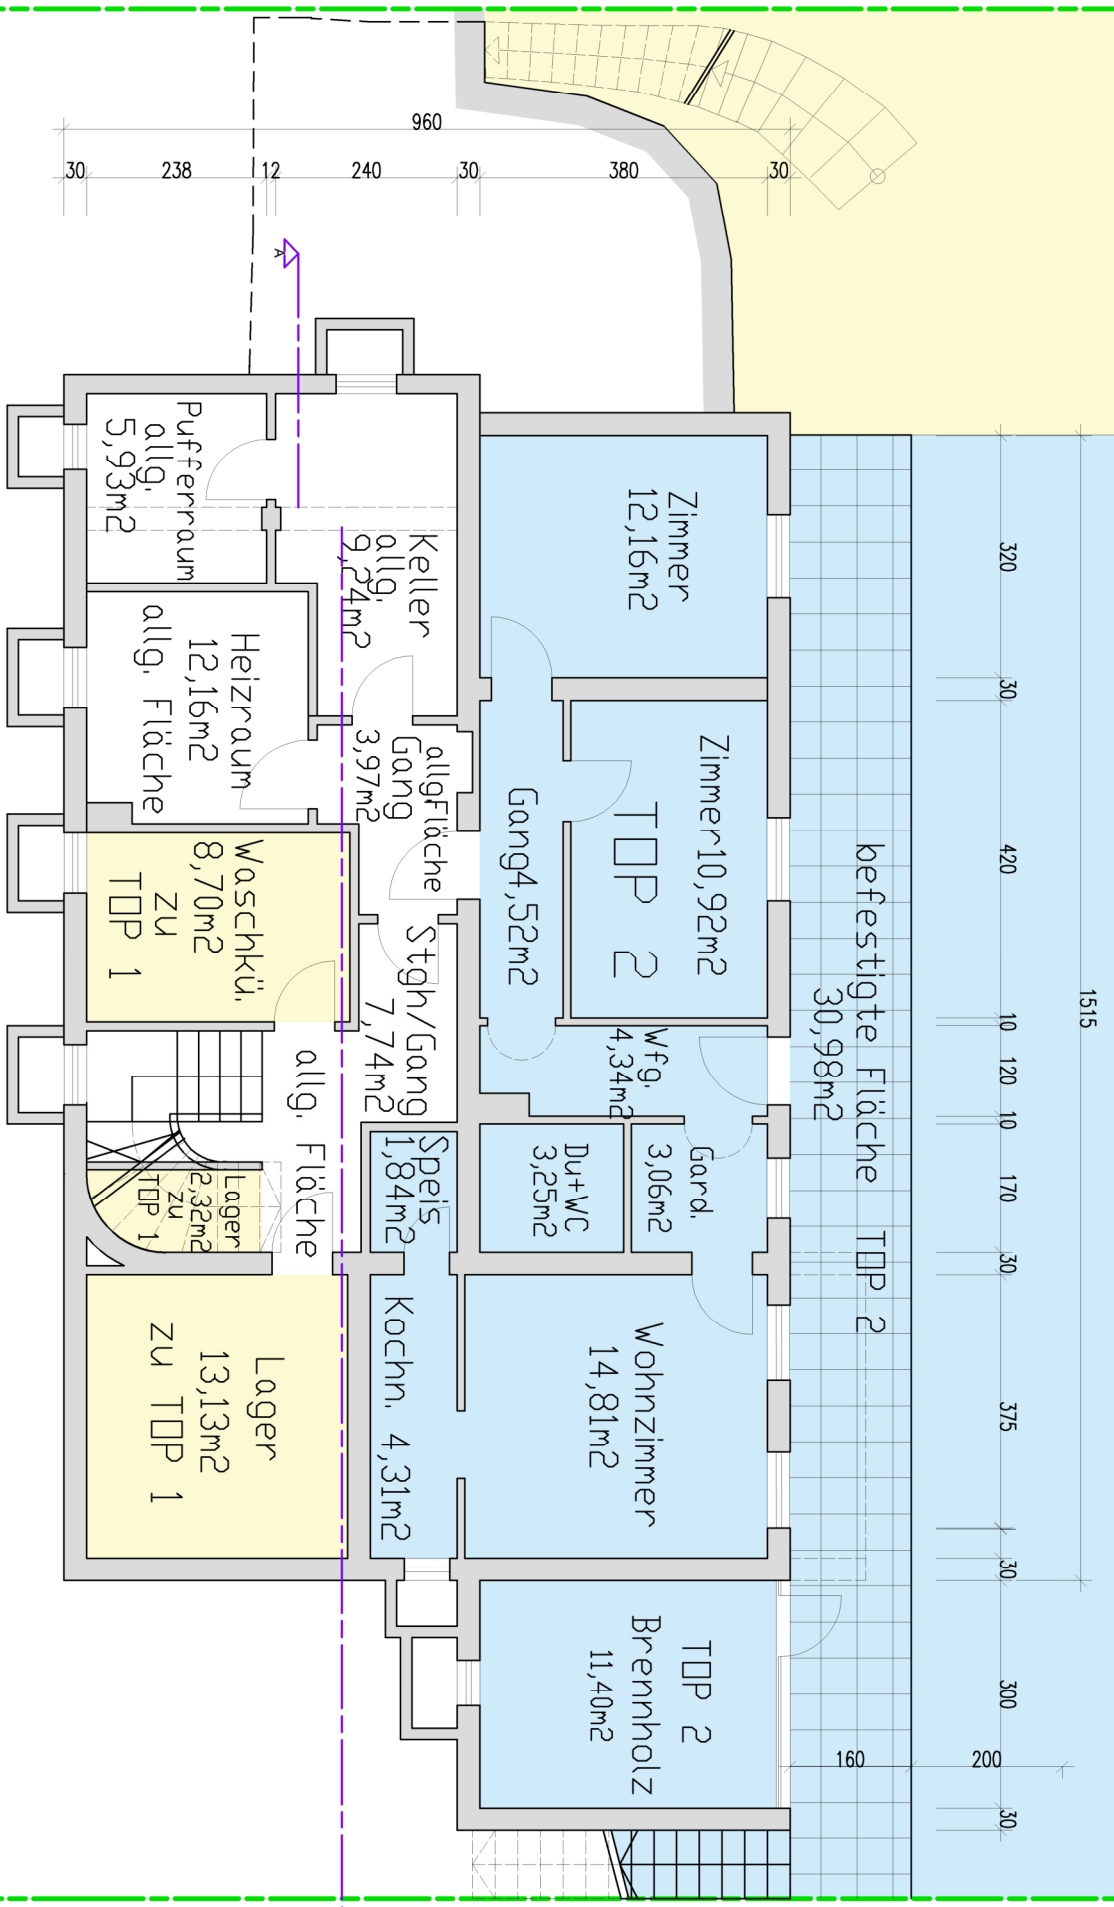 960
30
238
12
240
30
380
30
A
Pufferraum
allg.
5,93m2
Keller
allg.
9,24m2
Zimmer
12,16m2
320
30
Heizraum
12,16m2
allg. Fläche
allgFläche
Gang
3,97m2
Gang4,52m2
Zimmer10,92m2
TOP 2
420
1515
befestigte Fläche TOP 2
30,98m2
Waschkü.
8,70m2
zu
TOP 1
Stgh/Gang
7,74m2
allg. Fläche
Wfg.
4,34m2
10
120
10
Lager
2,32m2
zu
TOP 1
Speis
1,84m2
Du+WC
3,25m2
Gard.
3,06m2
170
30
Lager
13,13m2
zu TOP 1
Kochn. 4,31m2
Wohnzimmer
14,81m2
375
30
TOP 2
Brennholz
11,40m2
300
160
200
30